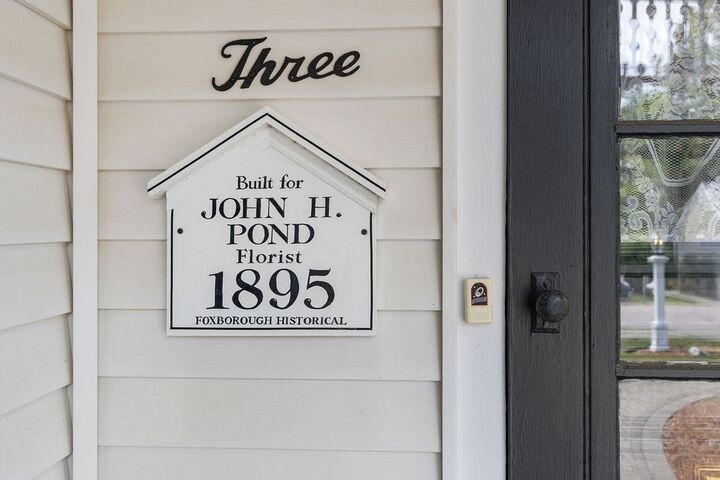 Three
Built for
JOHN H.
POND
Florist
1895
FOXBOROUGH HISTORICAL